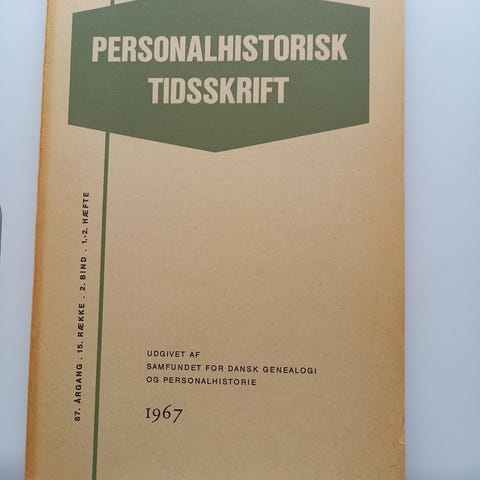 PERSONALHISTORISK
TIDSSKRIFT
87. ÅRGANG . 15. RÆKKE . 2. BIND . 1.-2. HÆFTE
UDGIVET AF
SAMFUNDET FOR DANSK GENEALOGI
OG PERSONALHISTORIE
1967